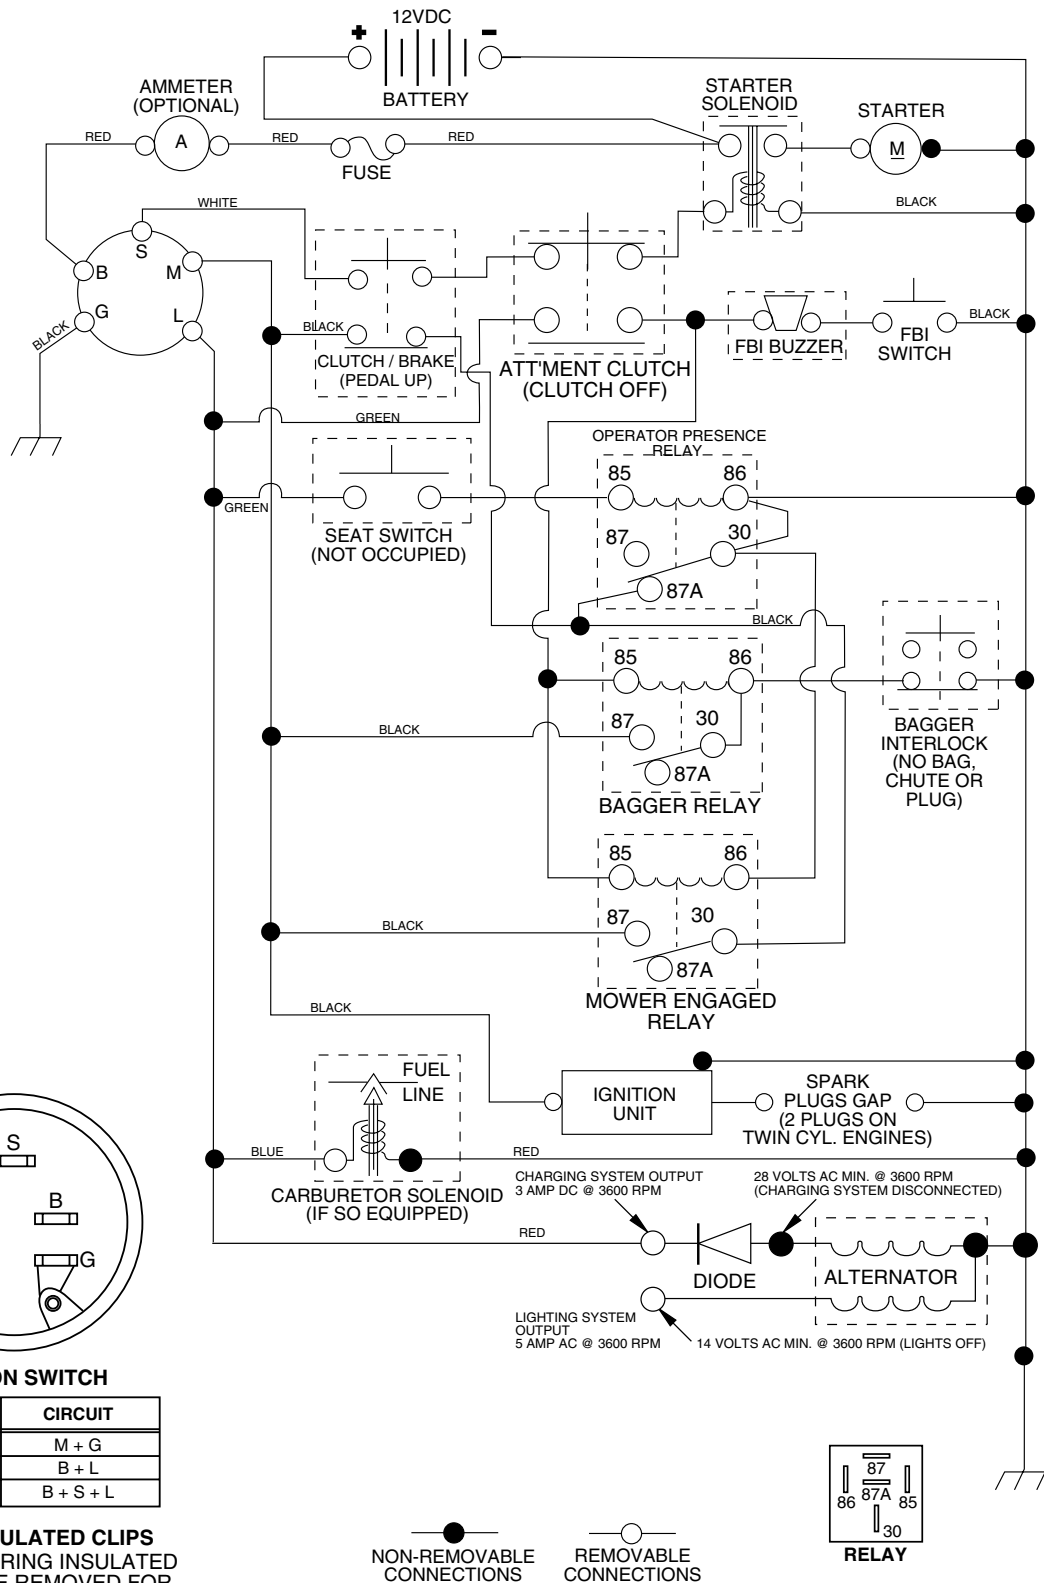 12VDC
+
-
BATTERY
AMMETER
(OPTIONAL)
RED
A
RED
FUSE
RED
STARTER
SOLENOID
STARTER
M
BLACK
WHITE
S
B
M
G
L
BLACK
BLACK
CLUTCH / BRAKE
(PEDAL UP)
ATT'MENT CLUTCH
(CLUTCH OFF)
FBI BUZZER
FBI
SWITCH
BLACK
GREEN
OPERATOR PRESENCE
RELAY
85
86
87
30
87A
GREEN
SEAT SWITCH
(NOT OCCUPIED)
BLACK
85
86
87
30
87A
BLACK
BAGGER RELAY
BAGGER
INTERLOCK
(NO BAG,
CHUTE OR
PLUG)
85
86
87
30
87A
BLACK
MOWER ENGAGED
RELAY
BLACK
FUEL
LINE
IGNITION
UNIT
SPARK
PLUGS GAP
(2 PLUGS ON
TWIN CYL. ENGINES)
BLUE
RED
CARBURETOR SOLENOID
(IF SO EQUIPPED)
CHARGING SYSTEM OUTPUT
3 AMP DC @ 3600 RPM
28 VOLTS AC MIN. @ 3600 RPM
(CHARGING SYSTEM DISCONNECTED)
RED
DIODE
ALTERNATOR
LIGHTING SYSTEM
OUTPUT
5 AMP AC @ 3600 RPM
14 VOLTS AC MIN. @ 3600 RPM (LIGHTS OFF)
S
B
G
ON SWITCH
CIRCUIT
M + G
B + L
B + S + L
ULATED CLIPS
RING INSULATED
E REMOVED FOR
NON-REMOVABLE
CONNECTIONS
REMOVABLE
CONNECTIONS
87
86
87A
85
30
RELAY